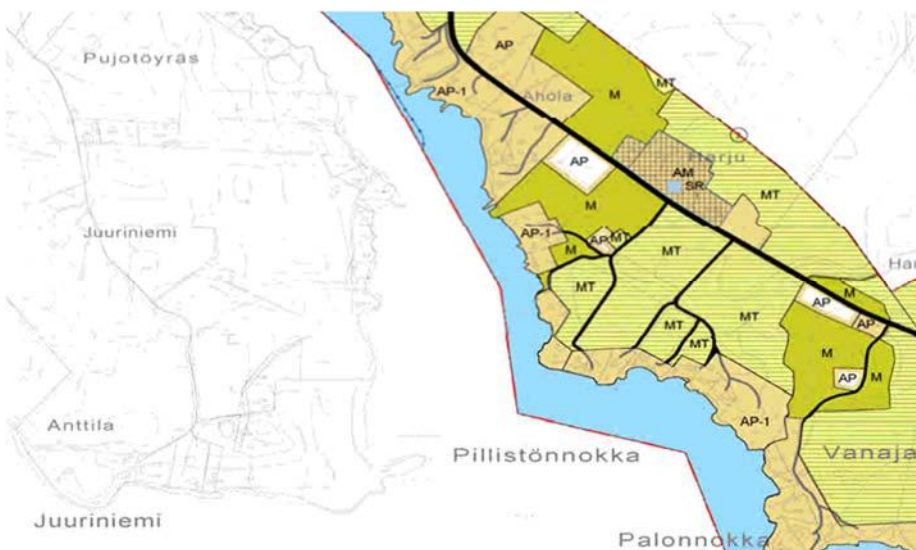 AP
MT
Pujotöyräs
M
AP-1
Ahola
AP
Harju
AM
SR
MT
M
AP-1
AP
MT
Juuriniemi
M
MT
MT
M
AP
AP
MT
MT
MT
M
AP
M
AP-1
Anttila
Pillistönnokka
Vanaja
Juuriniemi
Palonnokka